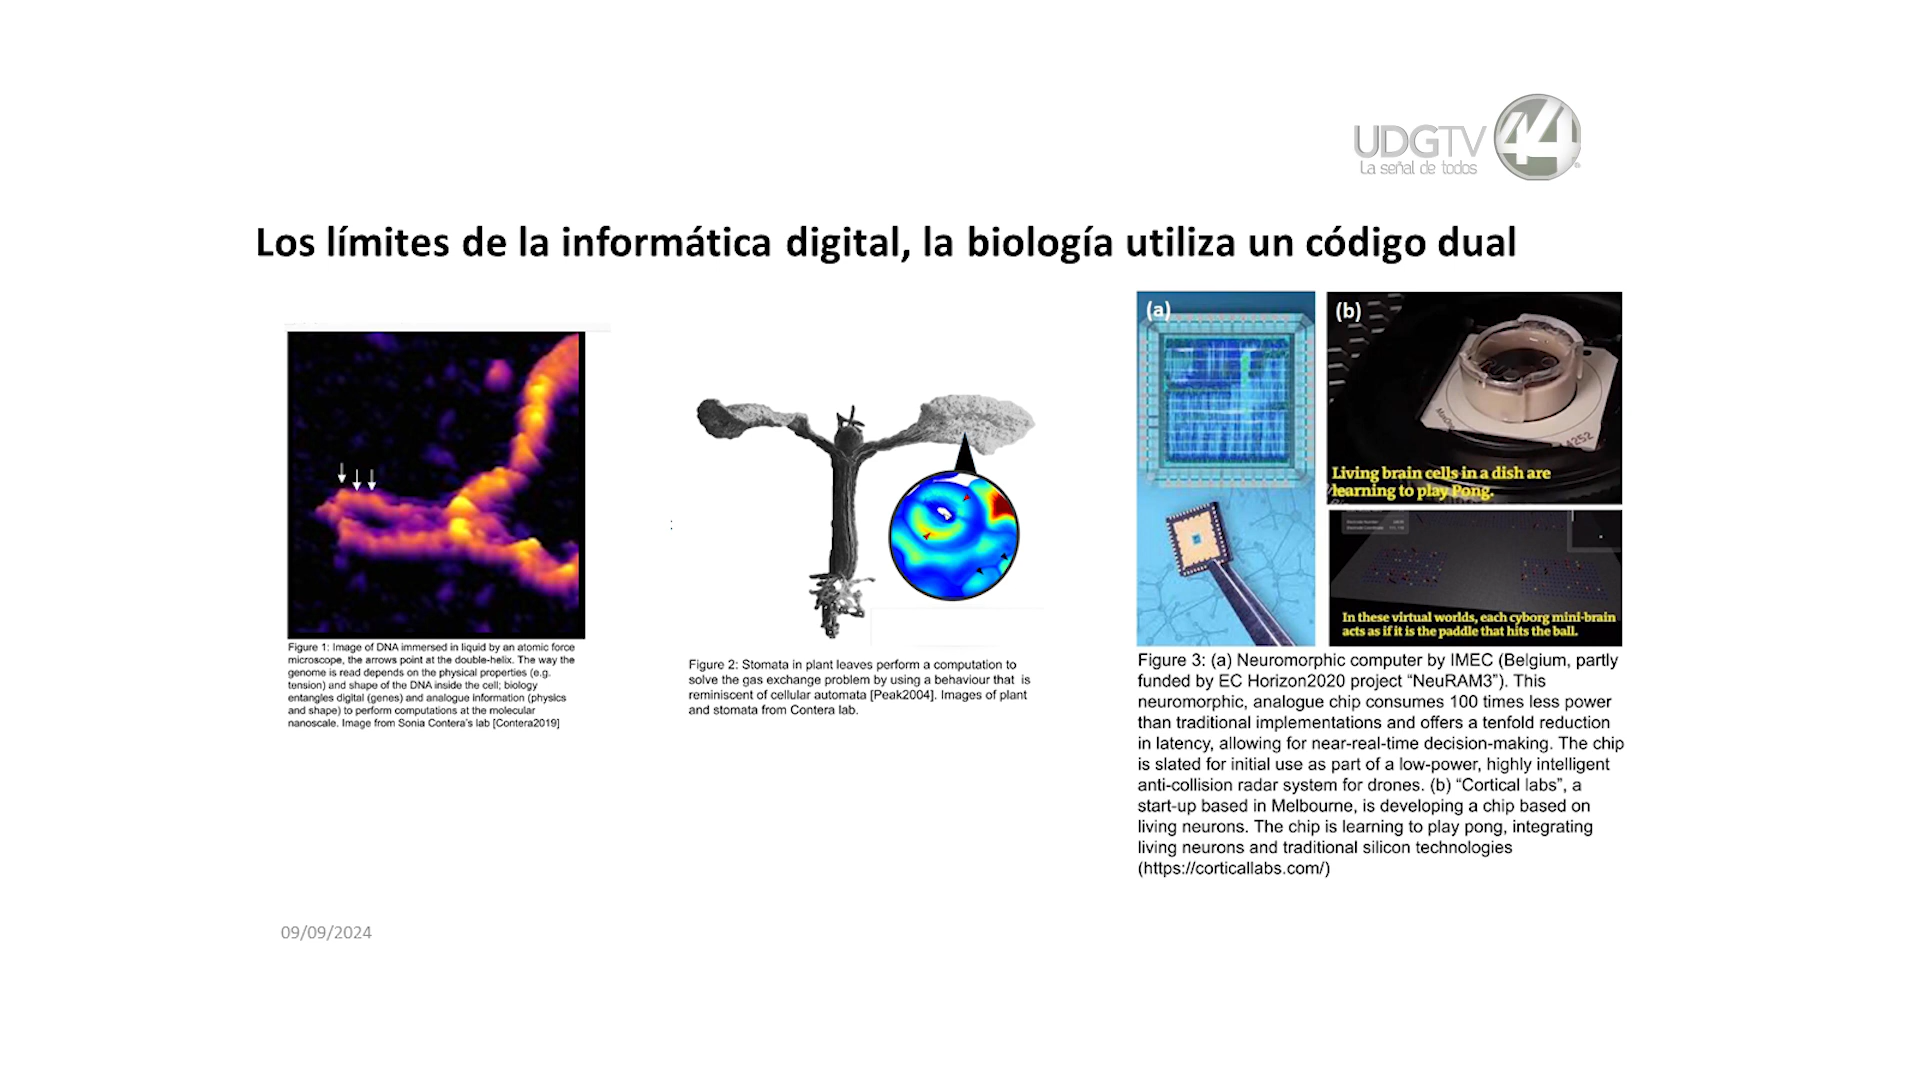 UDGTV 44
La señal de todos
Los límites de la informática digital, la biología utiliza un código dual
Figure 1: Image of DNA immersed in liquid by an atomic force
microscope, the arrows point at the double-helix. The way the
genome is read depends on the physical properties (e.g.
tension) and shape of the DNA inside the cell; biology
entangles digital (genes) and analogue information (physics
and shape) to perform computations at the molecular
nanoscale. Image from Sonia Contera's lab [Contera2019]
:
Figure 2: Stomata in plant leaves perform a computation to
solve the gas exchange problem by using a behaviour that is
reminiscent of cellular automata [Peak2004]. Images of plant
and stomata from Contera lab.
(a)
(b)
4252
Living brain cells in a dish are
learning to play Pong.
In these virtual worlds, each cyborg mini-brain
acts as if it is the paddle that hits the ball.
Figure 3: (a) Neuromorphic computer by IMEC (Belgium, partly
funded by EC Horizon2020 project “NeuRAM3”). This
neuromorphic, analogue chip consumes 100 times less power
than traditional implementations and offers a tenfold reduction
in latency, allowing for near-real-time decision-making. The chip
is slated for initial use as part of a low-power, highly intelligent
anti-collision radar system for drones. (b) “Cortical labs”, a
start-up based in Melbourne, is developing a chip based on
living neurons. The chip is learning to play pong, integrating
living neurons and traditional silicon technologies
(https://corticallabs.com/)
09/09/2024